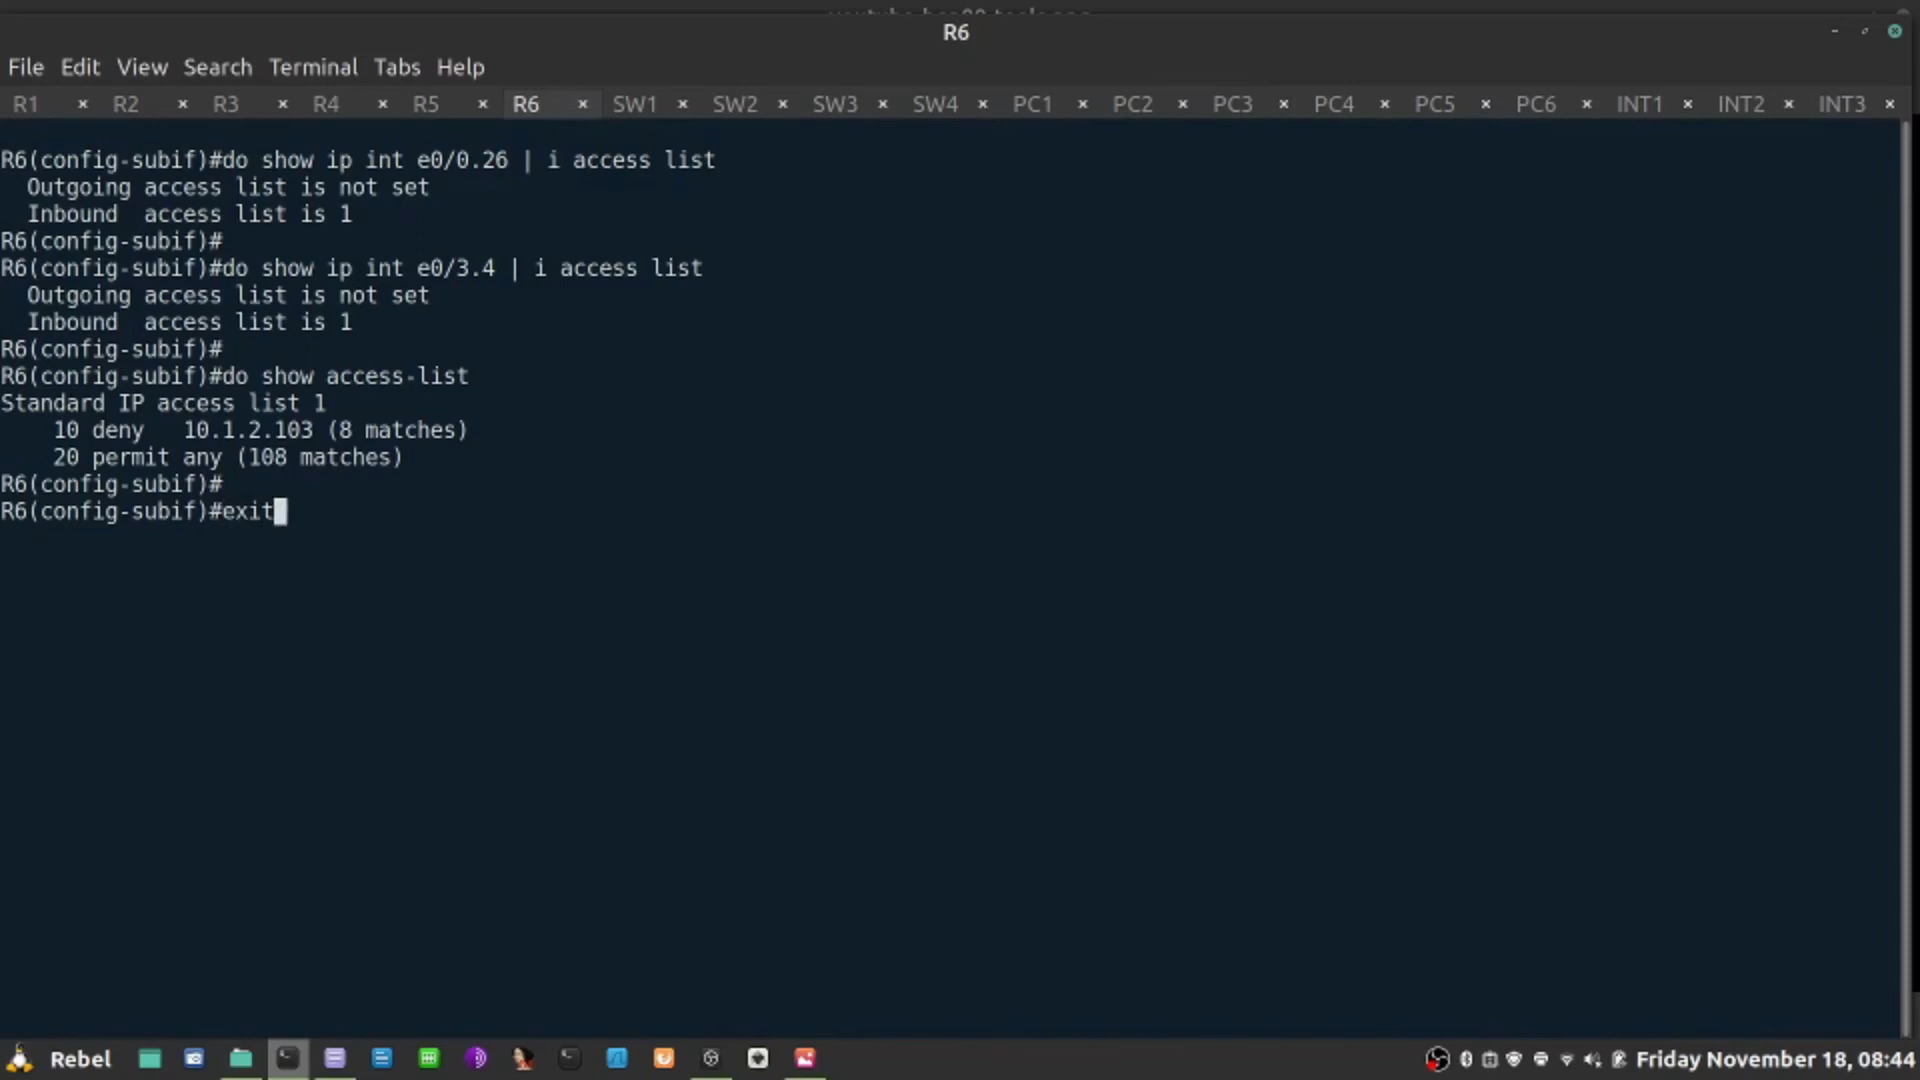 R6
File Edit View Search Terminal Tabs Help
R1 × R2 × R3 × R4 × R5 × R6 × SW1 × SW2 × SW3 × SW4 × PC1 × PC2 × PC3 × PC4 × PC5 × PC6 × INT1 × INT2 × INT3 ×
R6(config-subif)#do show ip int e0/0.26 | i access list
  Outgoing access list is not set
  Inbound  access list is 1
R6(config-subif)#
R6(config-subif)#do show ip int e0/3.4 | i access list
  Outgoing access list is not set
  Inbound  access list is 1
R6(config-subif)#
R6(config-subif)#do show access-list
Standard IP access list 1
    10 deny   10.1.2.103 (8 matches)
    20 permit any (108 matches)
R6(config-subif)#
R6(config-subif)#exit
Rebel Friday November 18, 08:44